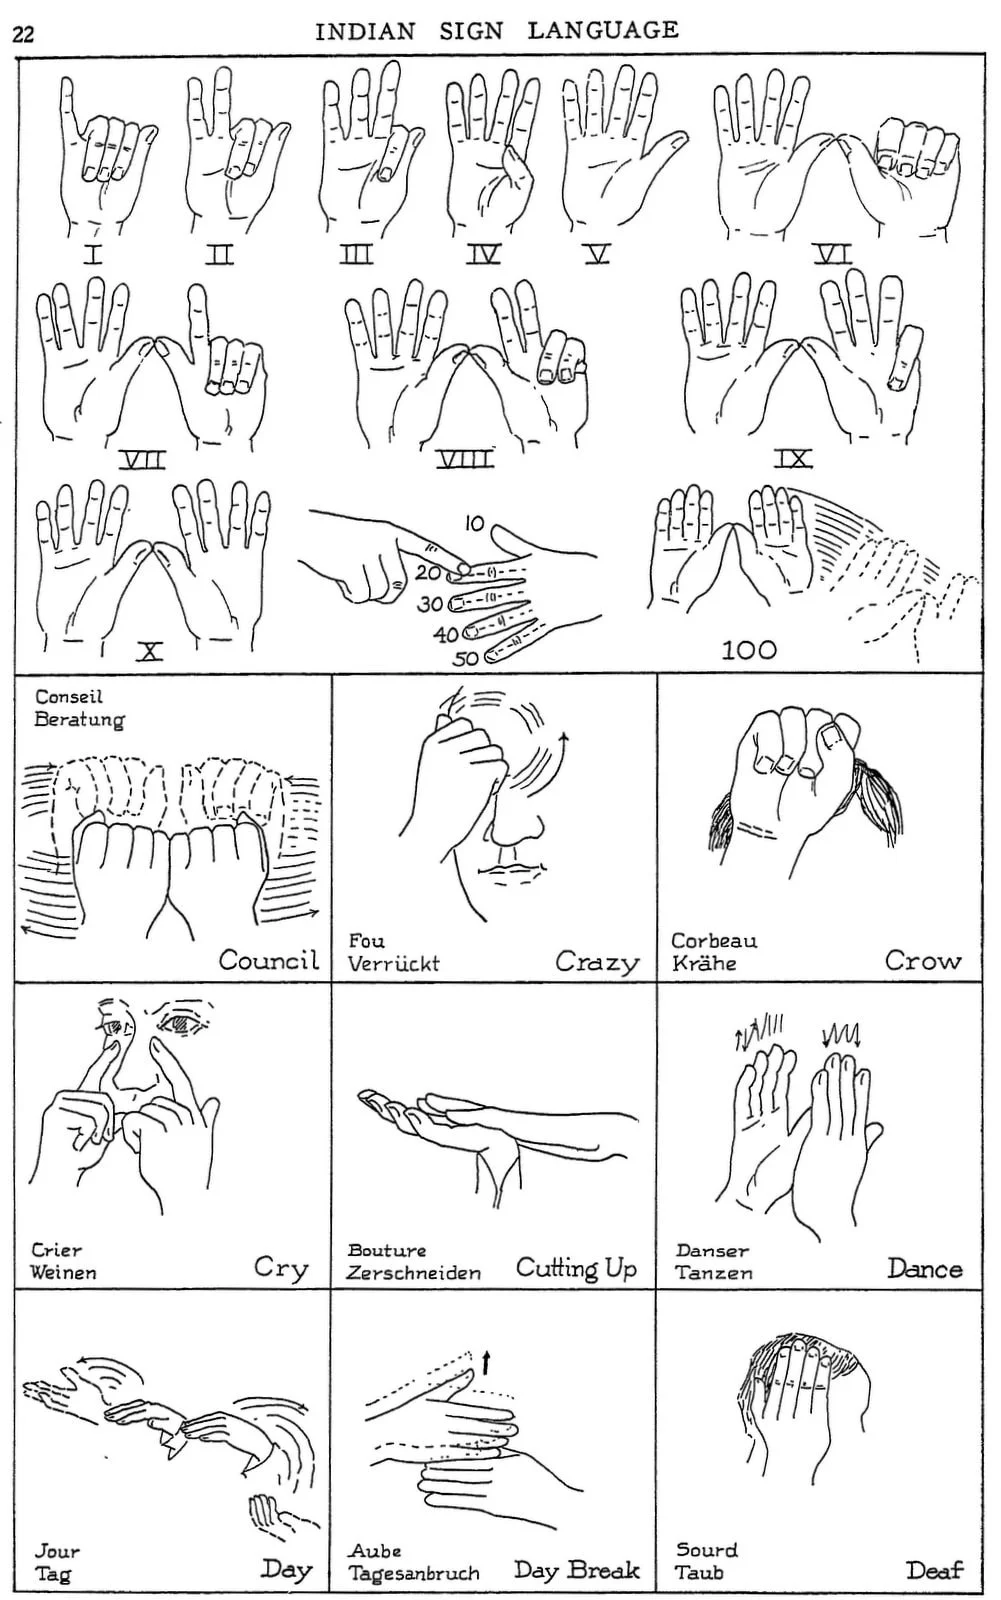 22
INDIAN SIGN LANGUAGE
I II III IV V VI
VII VIII IX
X
10
20
30
40
50
100
Conseil
Beratung
Council
Fou
Verrückt
Crazy
Corbeau
Krähe
Crow
Crier
Weinen
Cry
Bouture
Zerschneiden
Cutting Up
Danser
Tanzen
Dance
Jour
Tag
Day
Aube
Tagesanbruch
Day Break
Sourd
Taub
Deaf